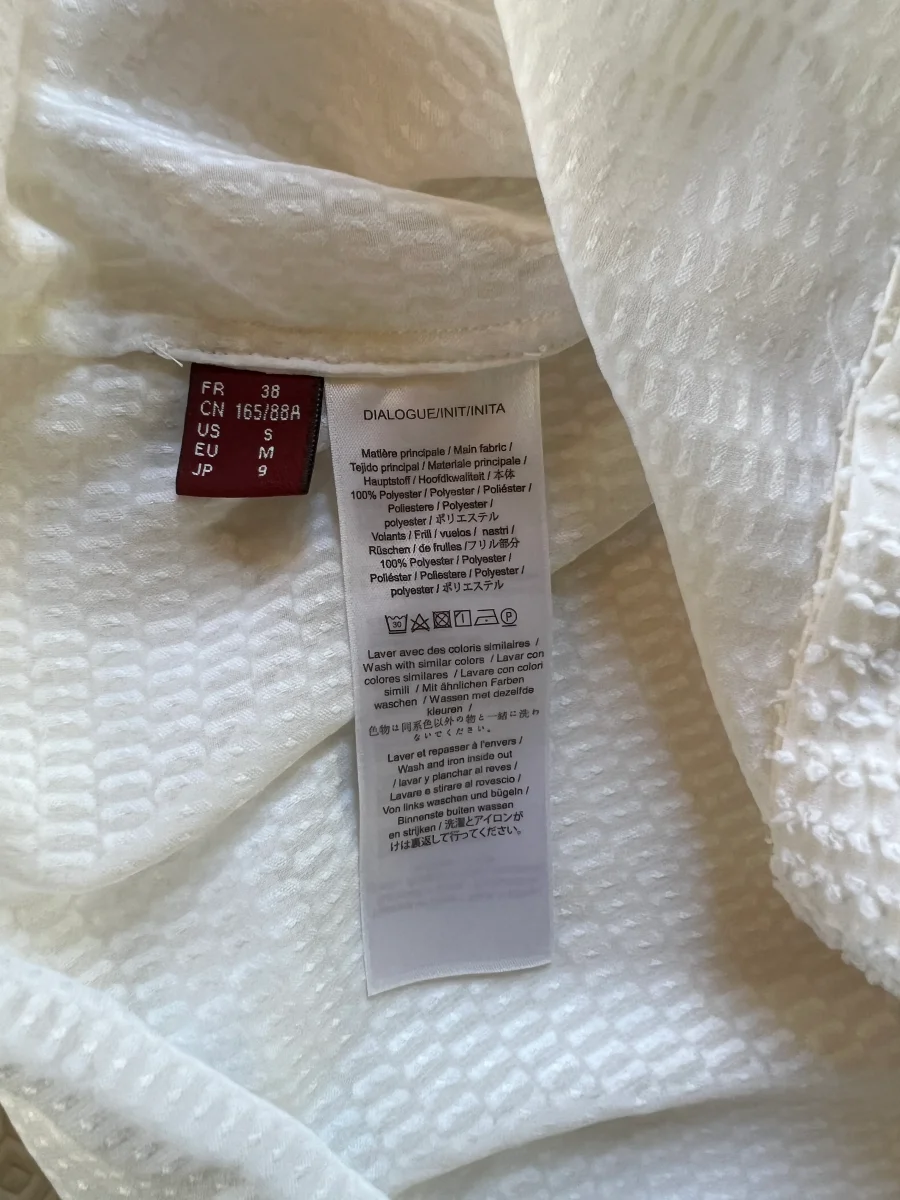 FR 38
CN 165/88A
US S
EU M
JP 9
DIALOGUE/INIT/INITA
Matière principale / Main fabric /
Tejido principal / Materiale principale /
Hauptstoff / Hoofdkwaliteit / 本体
100% Polyester / Polyester / Poliéster /
Poliestere / Polyester /
polyester / ポリエステル
Volants / Frill / vuelos / nastri /
Rüschen / de frulles /フリル部分
100% Polyester / Polyester /
Poliéster / Poliestere / Polyester /
polyester / ポリエステル
30 P
Laver avec des coloris similaires /
Wash with similar colors / Lavar con
colores similares / Lavare con colori
simili / Mit ähnlichen Farben
waschen / Wassen met dezelfde
kleuren /
色物は同系色以外の物と一緒に洗わ
ないでください。
Laver et repasser à l'envers /
Wash and iron inside out
/ lavar y planchar al reves /
Lavare e stirare al rovescio /
Von links waschen und bügeln /
Binnenste buiten wassen
en strijken / 洗濯とアイロンが
けは裏返して行ってください。